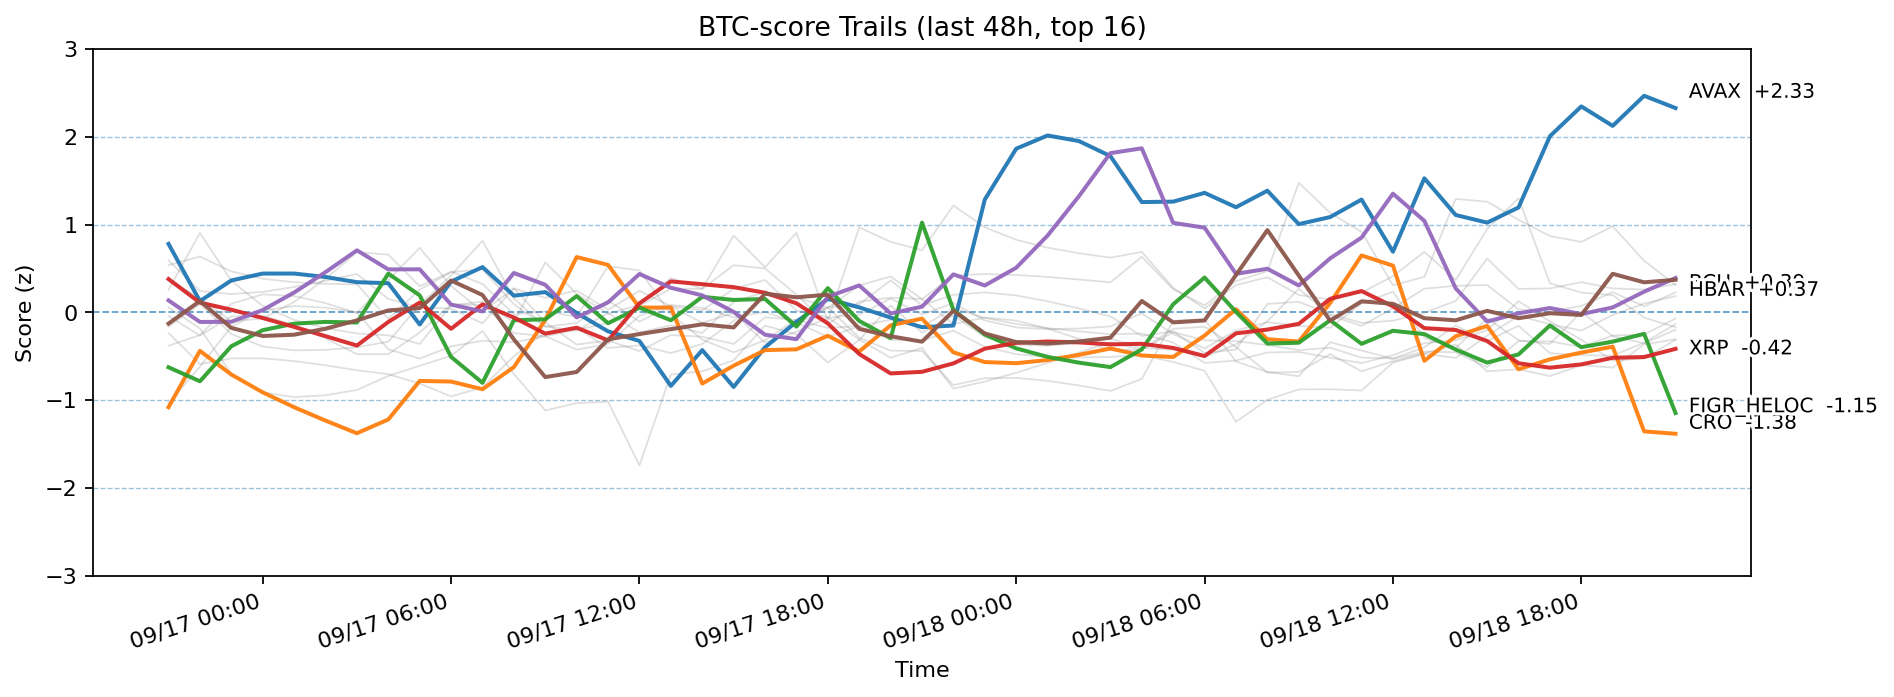 BTC-score Trails (last 48h, top 16)
Score (z)
3
2
1
0
−1
−2
−3
AVAX +2.33
HBAR +0.37
XRP -0.42
FIGR_HELOC -1.15
CRO -1.38
09/17 00:00
09/17 06:00
09/17 12:00
09/17 18:00
09/18 00:00
09/18 06:00
09/18 12:00
09/18 18:00
Time